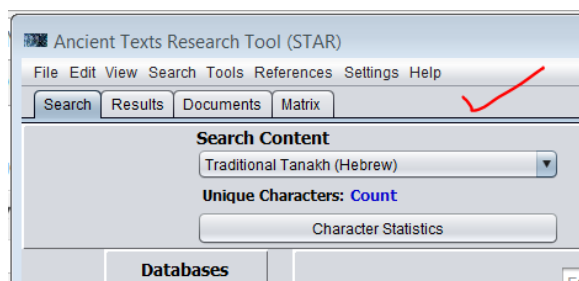 Ancient Texts Research Tool (STAR)
File Edit View Search Tools References Settings Help
Search Results Documents Matrix
Search Content
Traditional Tanakh (Hebrew)
Unique Characters: Count
Character Statistics
Databases